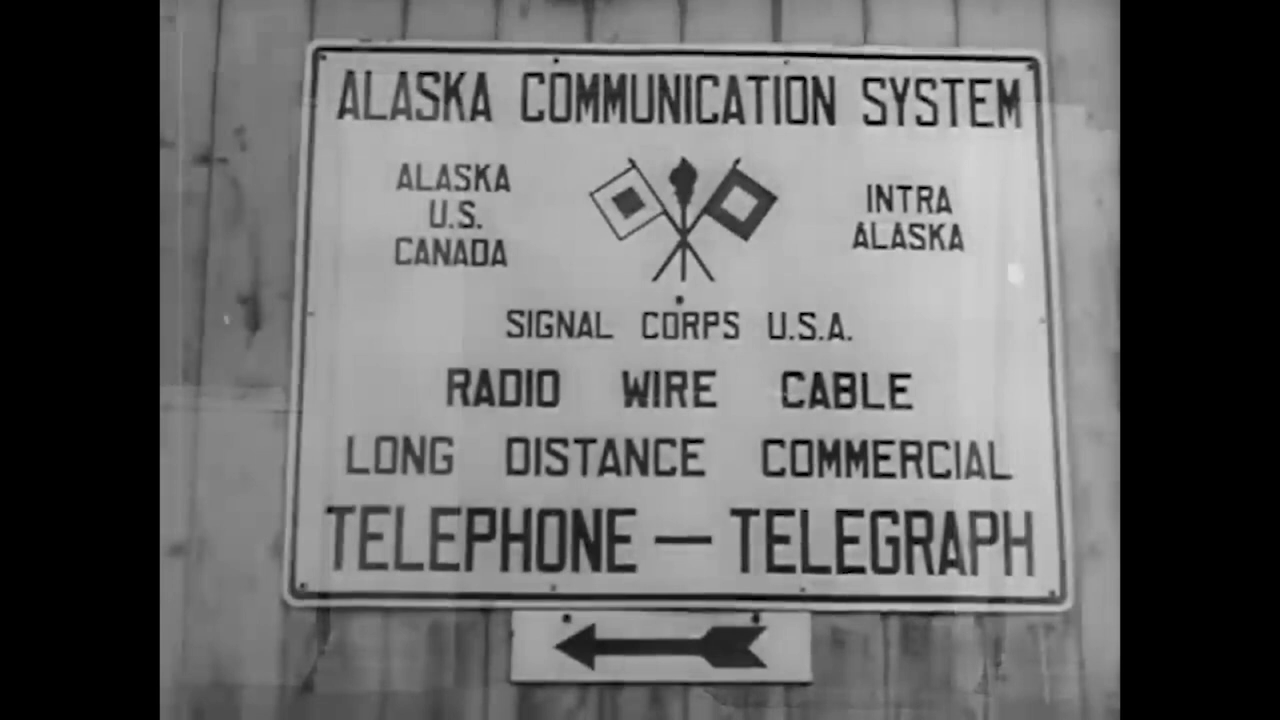 ALASKA COMMUNICATION SYSTEM
ALASKA
U.S.
CANADA
INTRA
ALASKA
SIGNAL CORPS U.S.A.
RADIO WIRE CABLE
LONG DISTANCE COMMERCIAL
TELEPHONE — TELEGRAPH